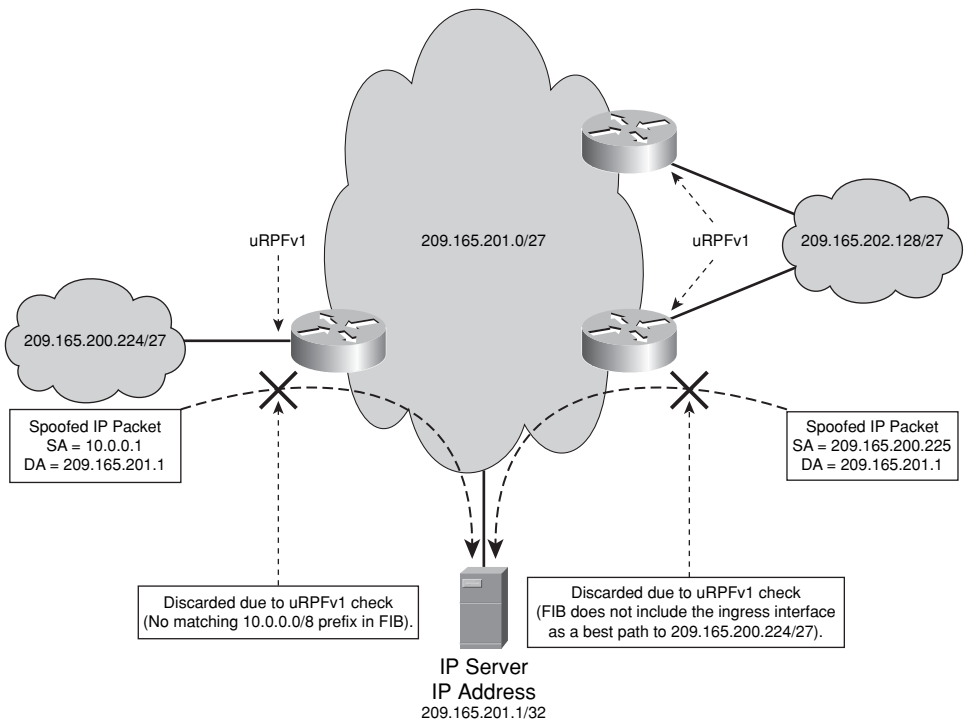 uRPFv1
209.165.201.0/27
uRPFv1
209.165.202.128/27
209.165.200.224/27
Spoofed IP Packet
SA = 10.0.0.1
DA = 209.165.201.1
Spoofed IP Packet
SA = 209.165.200.225
DA = 209.165.201.1
Discarded due to uRPFv1 check
(No matching 10.0.0.0/8 prefix in FIB).
Discarded due to uRPFv1 check
(FIB does not include the ingress interface
as a best path to 209.165.200.224/27).
IP Server
IP Address
209.165.201.1/32